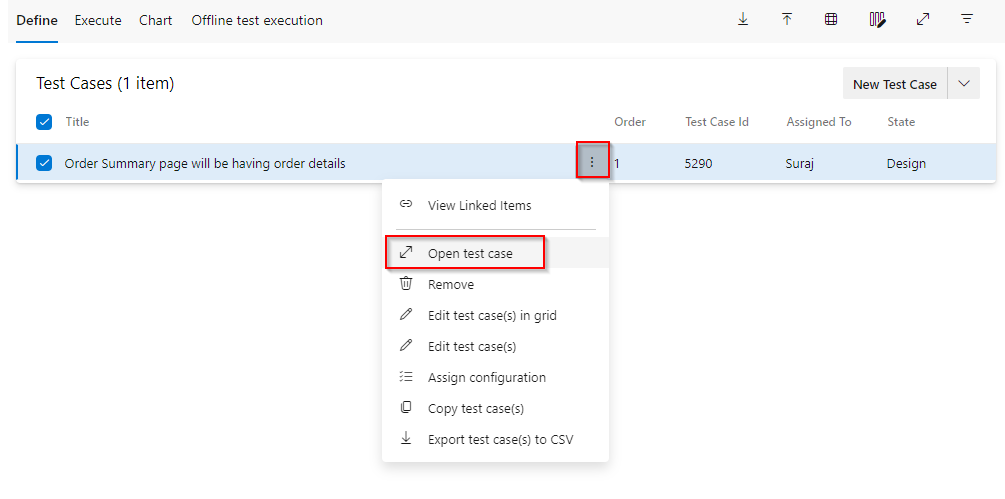 Define Execute Chart Offline test execution
Test Cases (1 item) New Test Case
Title Order Test Case Id Assigned To State
Order Summary page will be having order details 1 5290 Suraj Design
View Linked Items
Open test case
Remove
Edit test case(s) in grid
Edit test case(s)
Assign configuration
Copy test case(s)
Export test case(s) to CSV